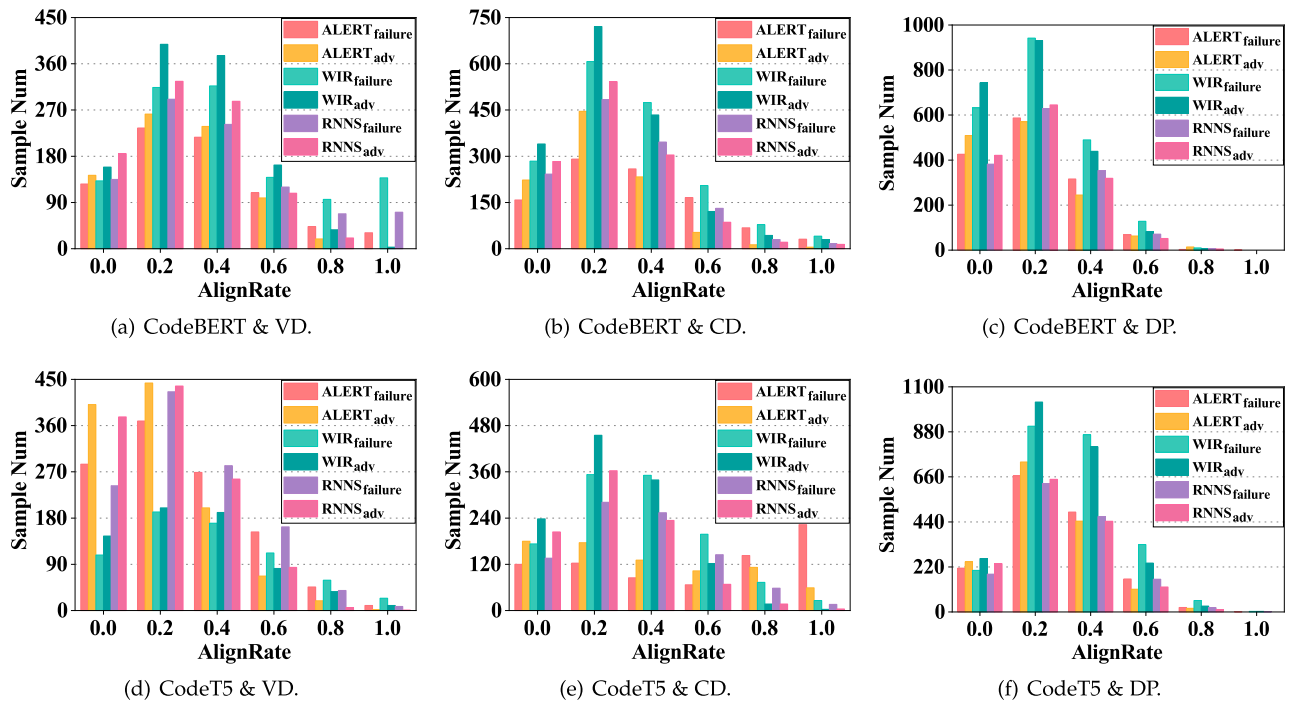 450
360
270
180
90
0
Sample Num
0.0 0.2 0.4 0.6 0.8 1.0
AlignRate
ALERTfailure
ALERTadv
WIRfailure
WIRadv
RNNSfailure
RNNSadv
(a) CodeBERT & VD.
750
600
450
300
150
0
Sample Num
0.0 0.2 0.4 0.6 0.8 1.0
AlignRate
ALERTfailure
ALERTadv
WIRfailure
WIRadv
RNNSfailure
RNNSadv
(b) CodeBERT & CD.
1000
800
600
400
200
0
Sample Num
0.0 0.2 0.4 0.6 0.8 1.0
AlignRate
ALERTfailure
ALERTadv
WIRfailure
WIRadv
RNNSfailure
RNNSadv
(c) CodeBERT & DP.
450
360
270
180
90
0
Sample Num
0.0 0.2 0.4 0.6 0.8 1.0
AlignRate
ALERTfailure
ALERTadv
WIRfailure
WIRadv
RNNSfailure
RNNSadv
(d) CodeT5 & VD.
600
480
360
240
120
0
Sample Num
0.0 0.2 0.4 0.6 0.8 1.0
AlignRate
ALERTfailure
ALERTadv
WIRfailure
WIRadv
RNNSfailure
RNNSadv
(e) CodeT5 & CD.
1100
880
660
440
220
0
Sample Num
0.0 0.2 0.4 0.6 0.8 1.0
AlignRate
ALERTfailure
ALERTadv
WIRfailure
WIRadv
RNNSfailure
RNNSadv
(f) CodeT5 & DP.